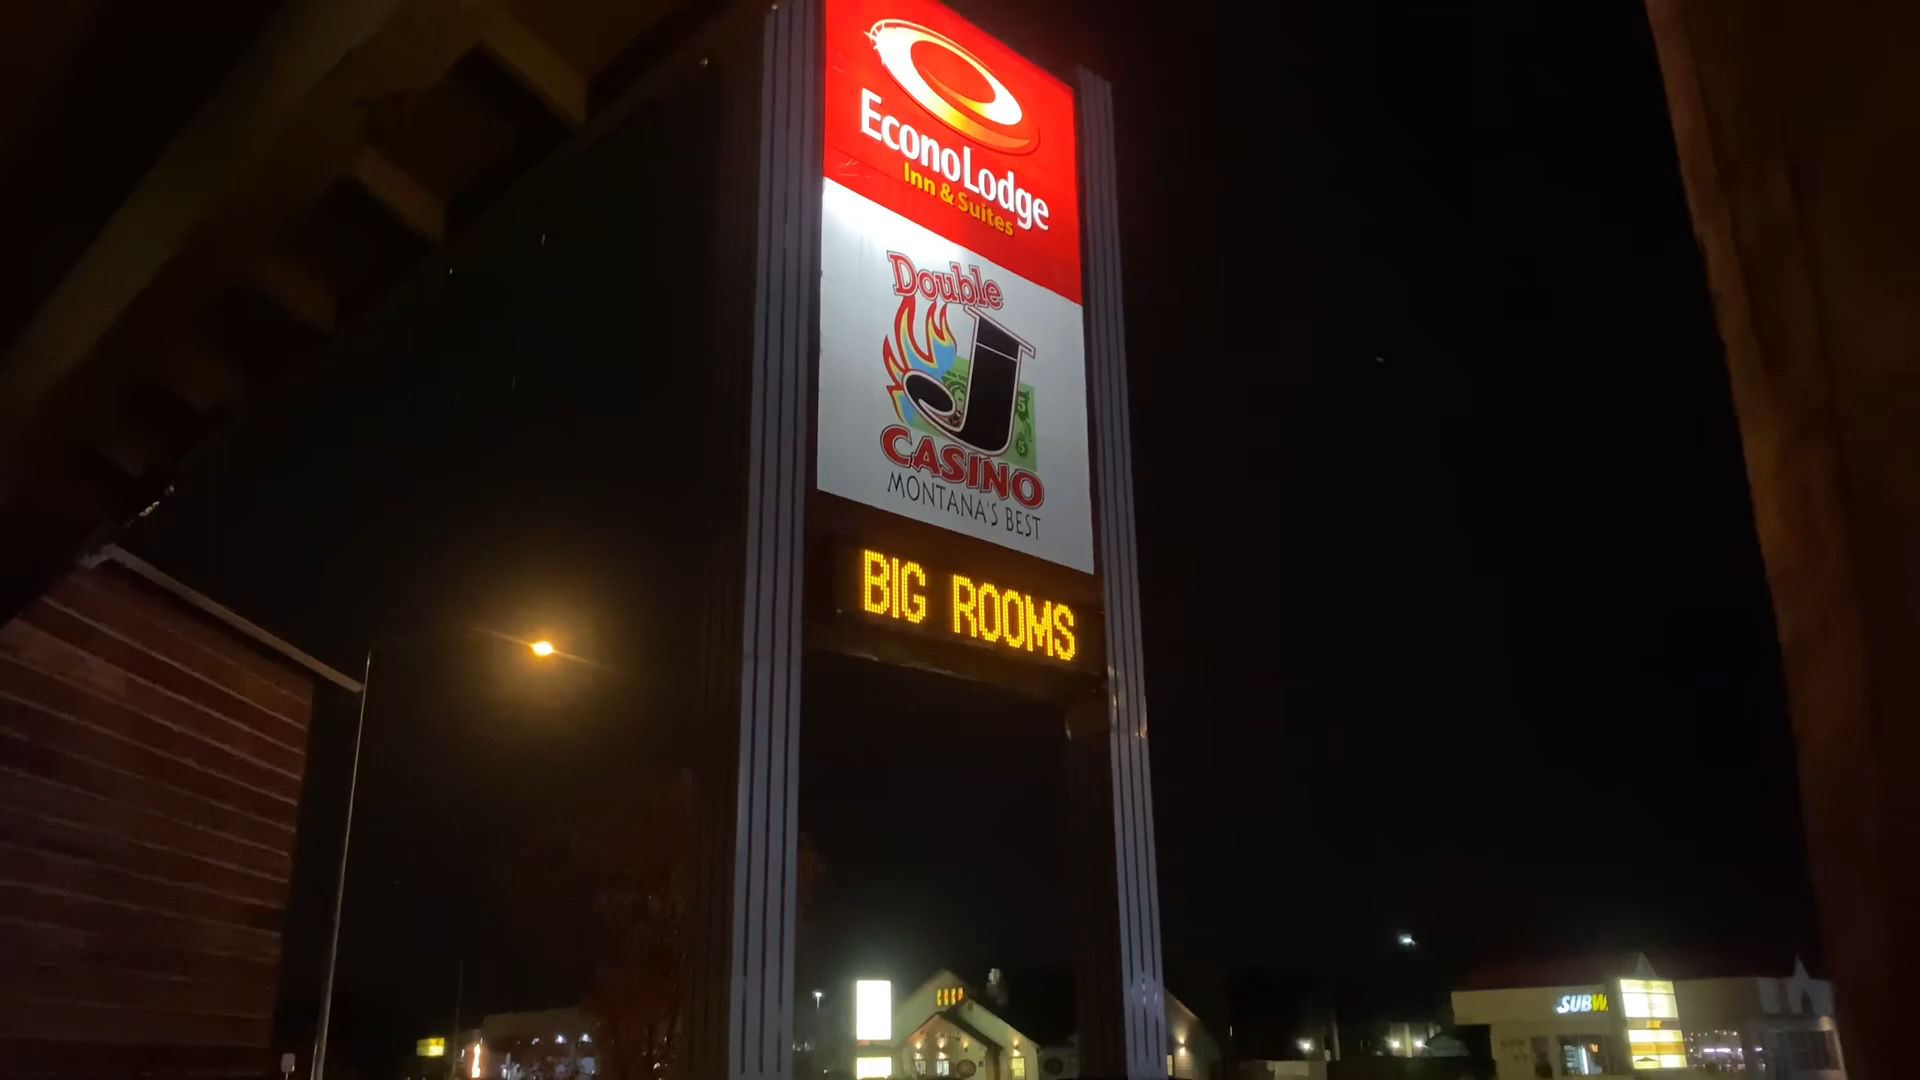 EconoLodge
Inn & Suites
Double
J
CASINO
MONTANA'S BEST
BIG ROOMS
SUBW